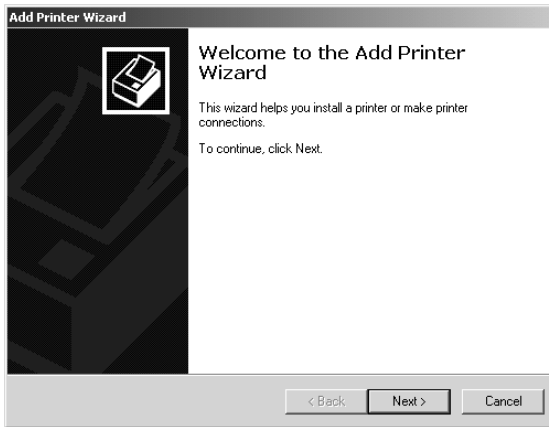 Add Printer Wizard
Welcome to the Add Printer
Wizard
This wizard helps you install a printer or make printer
connections.
To continue, click Next.
< Back
Next >
Cancel